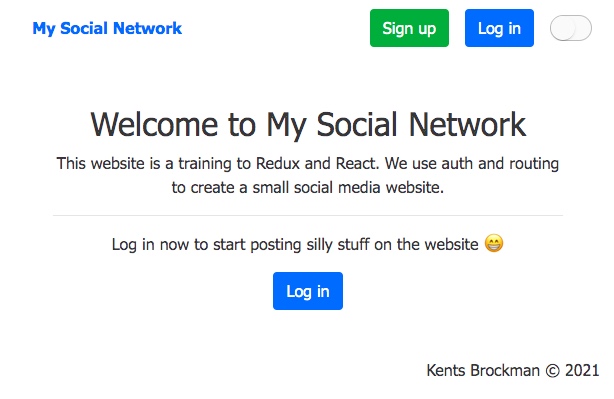 My Social Network
Sign up
Log in
Welcome to My Social Network
This website is a training to Redux and React. We use auth and routing
to create a small social media website.
Log in now to start posting silly stuff on the website 😁
Log in
Kents Brockman © 2021